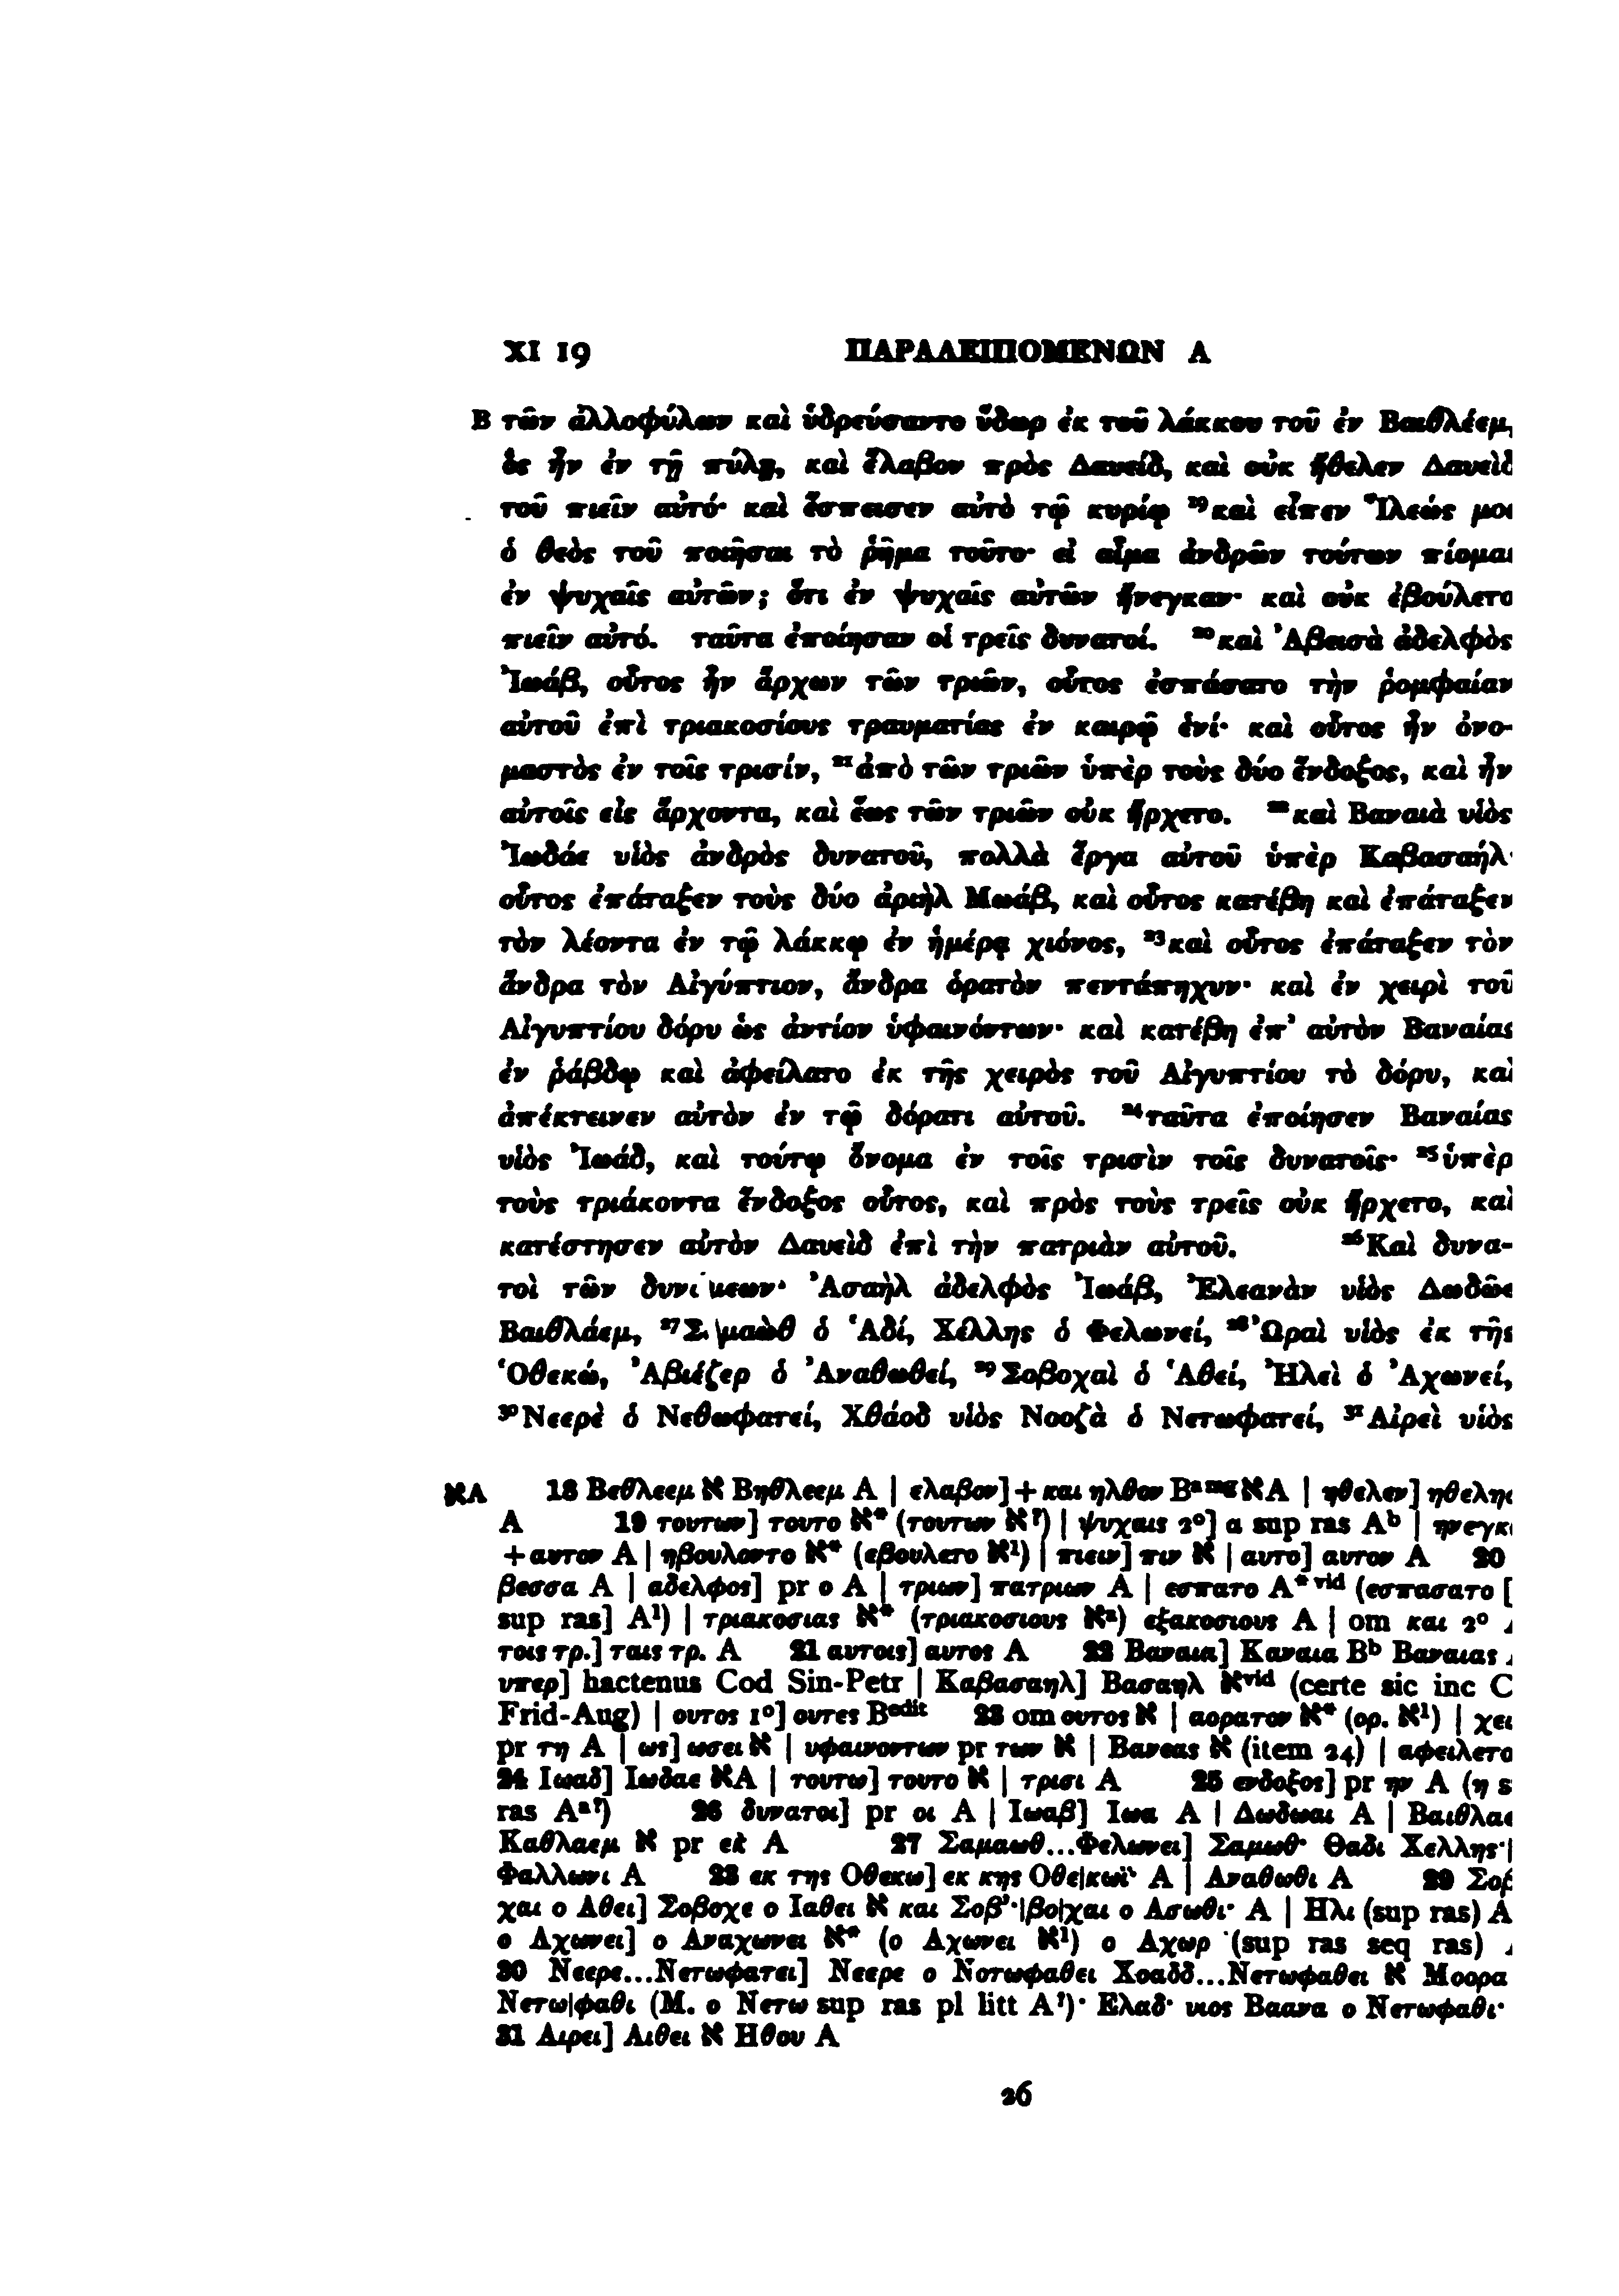 XI 19 ΠΑΡΑΛΕΙΠΟΜΕΝΩΝ Α
B τῶν ἀλλοφύλων καὶ ὑδρεύσαντο ὕδωρ ἐκ τοῦ λάκκου τοῦ ἐν Βαιθλέεμ,
ὃς ἦν ἐν τῇ πύλῃ, καὶ ἔλαβον πρὸς Δαυείδ, καὶ οὐκ ἤθελεν Δαυεὶδ
τοῦ πιεῖν αὐτό· καὶ ἔσπεισεν αὐτὸ τῷ κυρίῳ ¹⁹καὶ εἶπεν Ἵλεώς μοι
ὁ θεὸς τοῦ ποιῆσαι τὸ ῥῆμα τοῦτο· εἰ αἷμα ἀνδρῶν τούτων πίομαι
ἐν ψυχαῖς αὐτῶν; ὅτι ἐν ψυχαῖς αὐτῶν ἤνεγκαν· καὶ οὐκ ἐβούλετο
πιεῖν αὐτό. ταῦτα ἐποίησαν οἱ τρεῖς δυνατοί. ²⁰καὶ Ἀβεισὰ ἀδελφὸς
Ἰωάβ, οὗτος ἦν ἄρχων τῶν τριῶν, οὗτος ἐσπάσατο τὴν ῥομφαίαν
αὐτοῦ ἐπὶ τριακοσίους τραυματίας ἐν καιρῷ ἑνί· καὶ οὗτος ἦν ὀνο-
μαστὸς ἐν τοῖς τρισίν, ²¹ἀπὸ τῶν τριῶν ὑπὲρ τοὺς δύο ἔνδοξος, καὶ ἦν
αὐτοῖς εἰς ἄρχοντα, καὶ ἕως τῶν τριῶν οὐκ ἤρχετο. ²²καὶ Βαναιὰ υἱὸς
Ἰωδάε υἱὸς ἀνδρὸς δυνατοῦ, πολλὰ ἔργα αὐτοῦ ὑπὲρ Καβασαήλ·
οὗτος ἐπάταξεν τοὺς δύο ἀριὴλ Μωάβ, καὶ οὗτος κατέβη καὶ ἐπάταξεν
τὸν λέοντα ἐν τῷ λάκκῳ ἐν ἡμέρᾳ χιόνος, ²³καὶ οὗτος ἐπάταξεν τὸν
ἄνδρα τὸν Αἰγύπτιον, ἄνδρα ὁρατὸν πεντάπηχυν· καὶ ἐν χειρὶ τοῦ
Αἰγυπτίου δόρυ ὡς ἀντίον ὑφαινόντων· καὶ κατέβη ἐπ’ αὐτὸν Βαναίας
ἐν ῥάβδῳ καὶ ἀφείλατο ἐκ τῆς χειρὸς τοῦ Αἰγυπτίου τὸ δόρυ, καὶ
ἀπέκτεινεν αὐτὸν ἐν τῷ δόρατι αὐτοῦ. ²⁴ταῦτα ἐποίησεν Βαναίας
υἱὸς Ἰωάδ, καὶ τούτῳ ὄνομα ἐν τοῖς τρισὶν τοῖς δυνατοῖς· ²⁵ὑπὲρ
τοὺς τριάκοντα ἔνδοξος οὗτος, καὶ πρὸς τοὺς τρεῖς οὐκ ἤρχετο, καὶ
κατέστησεν αὐτὸν Δαυεὶδ ἐπὶ τὴν πατριὰν αὐτοῦ. ²⁶Καὶ δυνα-
τοὶ τῶν δυνάμεων· Ἀσαὴλ ἀδελφὸς Ἰωάβ, Ἐλεανὰν υἱὸς Δωδῶε
Βαιθλάεμ, ²⁷Σαμαὼθ ὁ Ἁδί, Χέλλης ὁ Φελωνεί, ²⁸Ὠραὶ υἱὸς ἐκ τῆς
Ὁθεκώ, Ἀβιέζερ ὁ Ἀναθωθεί, ²⁹Σοβοχαὶ ὁ Ἁθεί, Ἠλεὶ ὁ Ἀχωνεί,
³⁰Νεερὲ ὁ Νεθωφατεί, Χθάοδ υἱὸς Νοοζὰ ὁ Νετωφατεί, ³¹Αἰρεὶ υἱὸς
אA 18 Βεθλεεμ א Βηθλεεμ A | ελαβον] + και ηλθον Bᵃ ᵐᵍ אA | ηθελεν] ηθελησ
A 19 τουτων] τουτο א* (τουτων א?) | ψυχαις 2°] α sup ras Aᵇ | ηνεγκ
+ αυτον A | ηβουλοντο א* (εβουλετο א¹) | πιειν] πιν א | αυτο] αυτον A 20
βεσσα A | αδελφος] pr ο A | τριων] πατριων A | εσπατο A* ᵛⁱᵈ (εσπασατο [
sup ras] A¹) | τριακοσιας א* (τριακοσιους אᵃ) εξακοσιους A | om και 2°
τοις τρ.] ταις τρ. A 21 αυτοις] αυτος A 22 Βαναια] Καναια Bᵇ Βαναιας
υπερ] hactenus Cod Sin-Petr | Καβασαηλ] Βασαηλ אᵛⁱᵈ (certe sic inc C
Frid-Aug) | ουτος 1°] ουτες Bᵉᵈⁱᵗ 23 om ουτος א | αορατον א* (ορ. א¹) | χει
pr τη A | ως] ωσει א | υφαινοντων pr των א | Βανεας א (item 24) | αφειλετο
24 Ιωαδ] Ιωδαε אA | τουτω] τουτο א | τρισι A 25 ενδοξος] pr ην A (η s
ras Aᵃ?) 26 δυνατοι] pr οι A | Ιωαβ] Ιωα A | Δωδωαι A | Βαιθλαε
Καθλαεμ א pr εκ A 27 Σαμαωθ...Φελωνει] Σαμωθ· Θαδι Χελλης·|
Φαλλωνι A 28 εκ της Οθεκω] εκ κης Οθε|κωϊ· A | Αναθωθι A 29 Σοβ
χαι ο Αθει] Σοβοχε ο Ιαθει א και Σοβ’·|βο|χαι ο Ασωθι· A | Ηλι (sup ras) A
ο Αχωνει] ο Αναχωνει א* (ο Αχωνει א¹) ο Αχωρ (sup ras seq ras)
30 Νεερε...Νετωφατει] Νεερε ο Νοτωφαθει Χοαδδ...Νετωφαθει א Μοορα
Νετω|φαθι (Μ. ο Νετω sup ras pl litt A?)· Ελαδ· υιος Βαανα ο Νετωφαθι·
31 Αιρει] Αιθει א Ηθου A
26